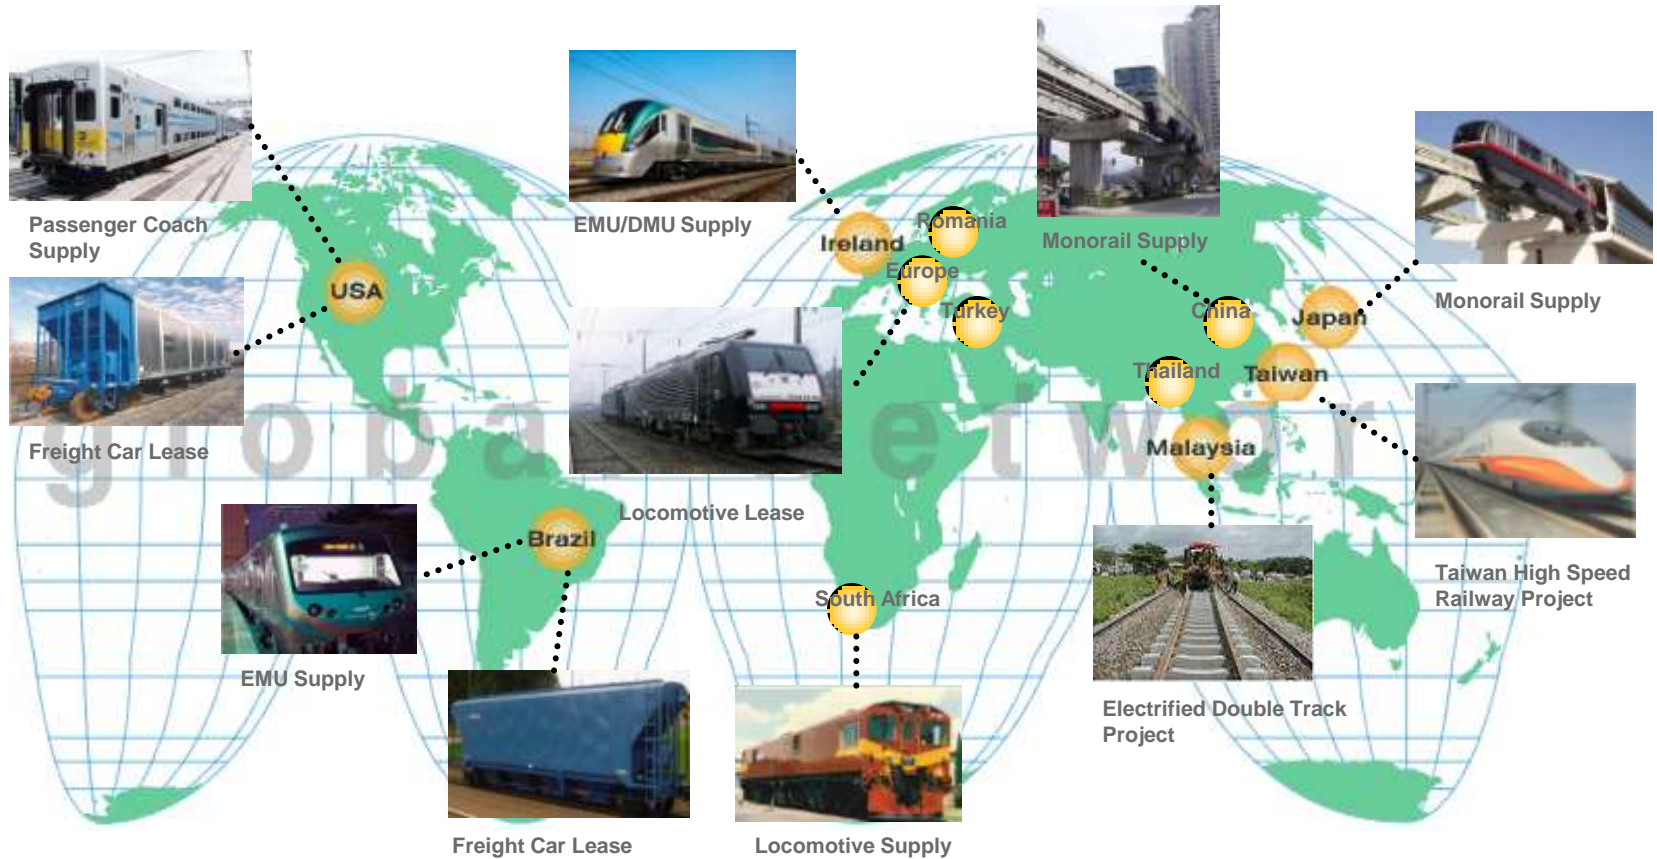 Passenger Coach
Supply
EMU/DMU Supply
Romania
Ireland
Monorail Supply
Europe
USA
Monorail Supply
Turkey
China
Japan
Thailand
Taiwan
Freight Car Lease
Malaysia
Locomotive Lease
Brazil
Taiwan High Speed
Railway Project
South Africa
EMU Supply
Electrified Double Track
Project
Freight Car Lease
Locomotive Supply